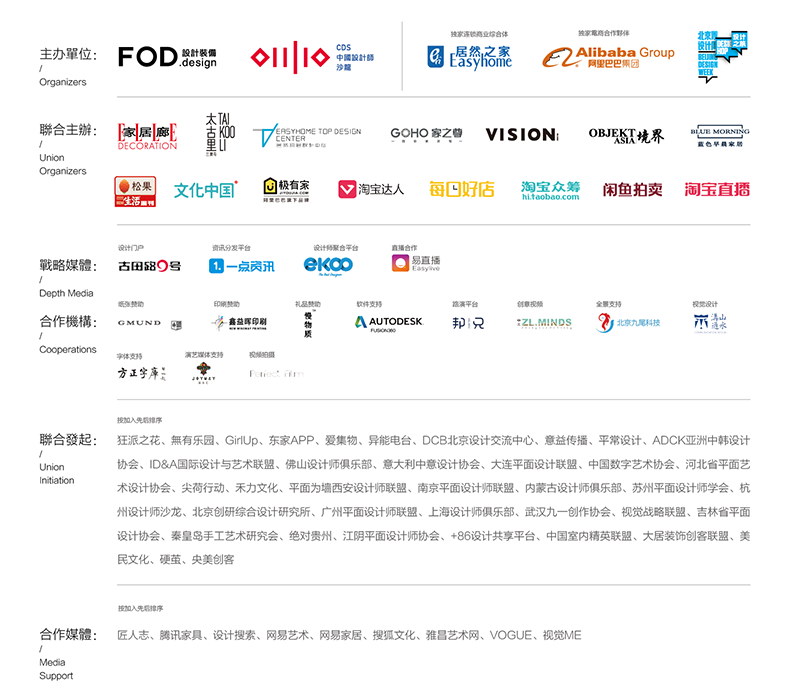 主办單位：
/
Organizers
FOD 設計裝備
.design
CDS
中國設計師
沙龍
独家连锁商业综合体
居然之家
Easyhome
独家電商合作夥伴
Alibaba Group
阿里巴巴集团
北京国
设计周
BEIJING
DESIGN
WEEK
设计
之旅
聯合主辦：
/
Union
Organizers
家居廊
DECORATION
太古里
TAI
KOO
LI
EASYHOME TOP DESIGN
CENTER
GOHO 客之尊
VISION
OBJEKT 境界
ASIA
BLUE MORNING
藍色早晨家居
松果
生活
文化中国
极有家
JIYOUJIA.COM
阿里巴巴旗下品牌
淘宝达人
每日好店
淘宝众筹
hi.taobao.com
闲鱼拍卖
淘宝直播
戰略媒體：
/
Depth Media
设计门户
古田路9号
资讯分发平台
一点资讯
设计师聚合平台
ekoo
直播合作
易直播
Easylive
合作機構：
/
Cooperations
纸张赞助
GMUND
印刷赞助
鑫益晖印刷
礼品赞助
慢物质
软件支持
AUTODESK
FUSION360
路演平台
邦
创意视频
ZL.MINDS
全景支持
北京九尾科技
视觉设计
字体支持
方正字庫
演艺媒体支持
JOYWAY
视频拍摄
Perfect Film
聯合發起：
/
Union
Initiation
按加入先后排序
狂派之花、無有乐园、GirlUp、东家APP、爱集物、异能电台、DCB北京设计交流中心、意益传播、平常设计、ADCK亚洲中韩设计
协会、ID&A国际设计与艺术联盟、佛山设计师俱乐部、意大利中意设计协会、大连平面设计联盟、中国数字艺术协会、河北省平面艺
术设计协会、尖荷行动、禾力文化、平面为墙西安设计师联盟、南京平面设计师联盟、内蒙古设计师俱乐部、苏州平面设计师学会、杭
州设计师沙龙、北京创研综合设计研究所、广州平面设计师联盟、上海设计师俱乐部、武汉九一创作协会、视觉战略联盟、吉林省平面
设计协会、秦皇岛手工艺术研究会、绝对贵州、江阴平面设计师协会、+86设计共享平台、中国室内精英联盟、大居装饰创客联盟、美
民文化、硬茧、央美创客
合作媒體：
/
Media
Support
按加入先后排序
匠人志、腾讯家具、设计搜索、网易艺术、网易家居、搜狐文化、雅昌艺术网、VOGUE、视觉ME